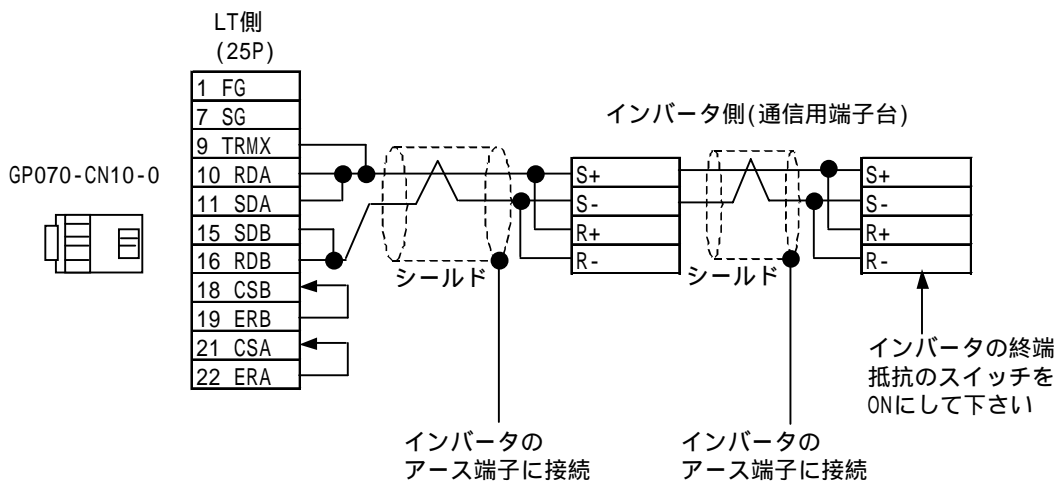 LT側
(25P)
GP070-CN10-0
1 FG
7 SG
9 TRMX
10 RDA
11 SDA
15 SDB
16 RDB
18 CSB
19 ERB
21 CSA
22 ERA
シールド
インバータの
アース端子に接続
インバータ側(通信用端子台)
S+
S-
R+
R-
シールド
インバータの
アース端子に接続
S+
S-
R+
R-
インバータの終端
抵抗のスイッチを
ONにして下さい